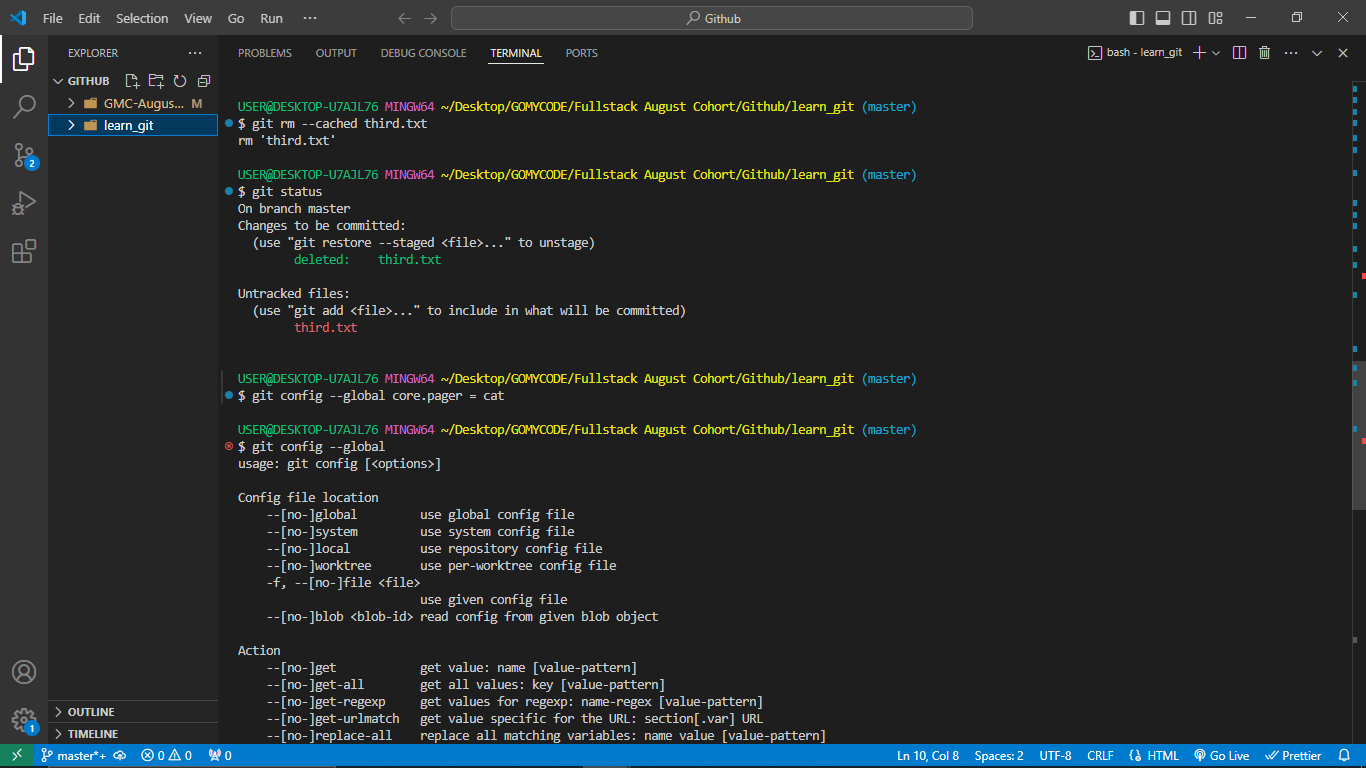 File Edit Selection View Go Run ··· Github
EXPLORER ···
GITHUB
GMC-Augus... M
learn_git
2
1
OUTLINE
TIMELINE
PROBLEMS OUTPUT DEBUG CONSOLE TERMINAL PORTS bash - learn_git ···
USER@DESKTOP-U7AJL76 MINGW64 ~/Desktop/GOMYCODE/Fullstack August Cohort/Github/learn_git (master)
$ git rm --cached third.txt
rm 'third.txt'
USER@DESKTOP-U7AJL76 MINGW64 ~/Desktop/GOMYCODE/Fullstack August Cohort/Github/learn_git (master)
$ git status
On branch master
Changes to be committed:
  (use "git restore --staged <file>..." to unstage)
        deleted:    third.txt
Untracked files:
  (use "git add <file>..." to include in what will be committed)
        third.txt
USER@DESKTOP-U7AJL76 MINGW64 ~/Desktop/GOMYCODE/Fullstack August Cohort/Github/learn_git (master)
$ git config --global core.pager = cat
USER@DESKTOP-U7AJL76 MINGW64 ~/Desktop/GOMYCODE/Fullstack August Cohort/Github/learn_git (master)
$ git config --global
usage: git config [<options>]
Config file location
    --[no-]global         use global config file
    --[no-]system         use system config file
    --[no-]local          use repository config file
    --[no-]worktree       use per-worktree config file
    -f, --[no-]file <file>
                          use given config file
    --[no-]blob <blob-id> read config from given blob object
Action
    --[no-]get            get value: name [value-pattern]
    --[no-]get-all        get all values: key [value-pattern]
    --[no-]get-regexp     get values for regexp: name-regex [value-pattern]
    --[no-]get-urlmatch   get value specific for the URL: section[.var] URL
    --[no-]replace-all    replace all matching variables: name value [value-pattern]
master*+ 0 0 0 Ln 10, Col 8 Spaces: 2 UTF-8 CRLF HTML Go Live Prettier